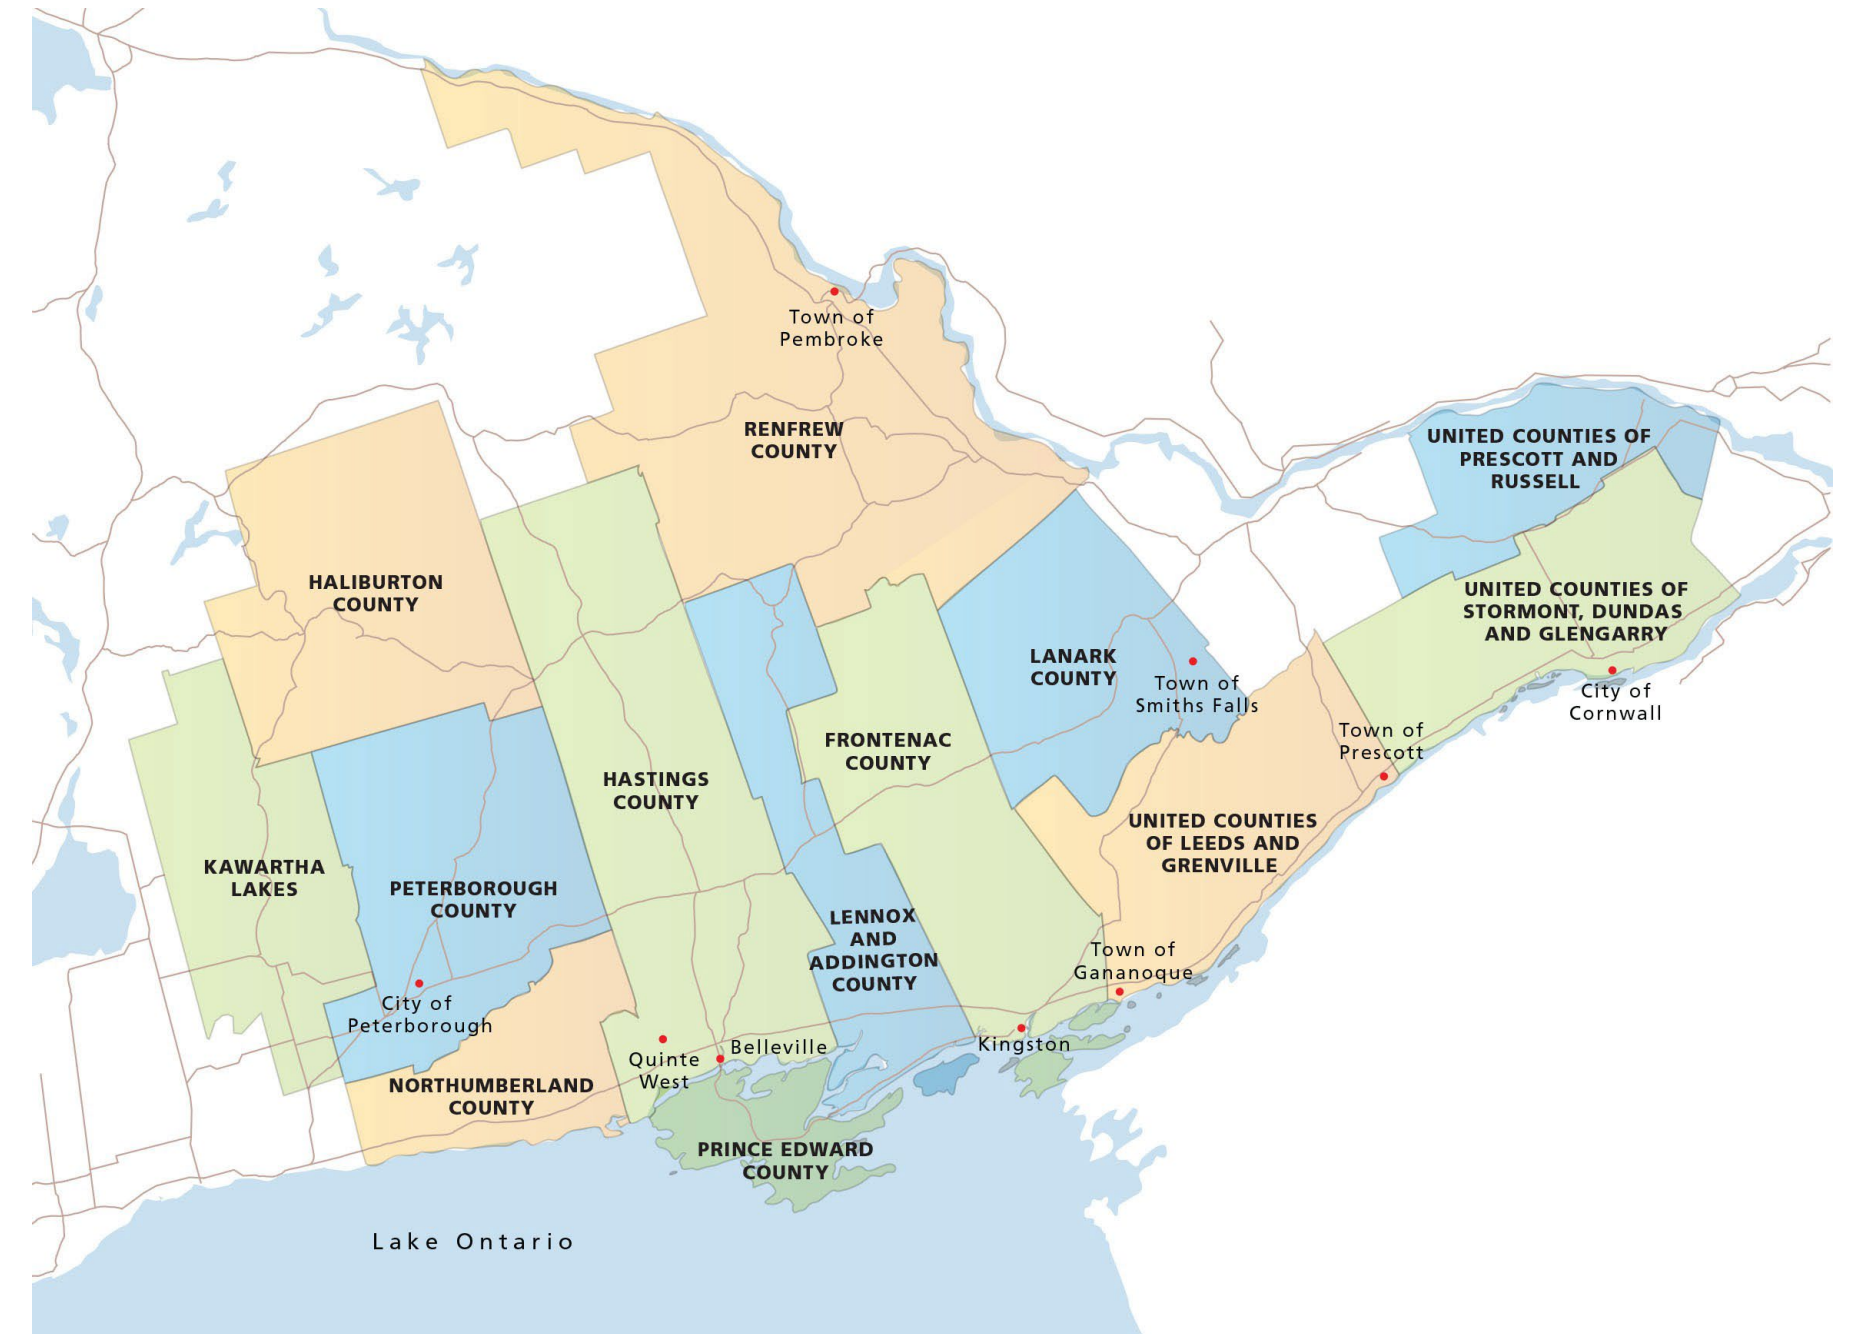 Town of
Pembroke
RENFREW
COUNTY
UNITED COUNTIES OF
PRESCOTT AND
RUSSELL
HALIBURTON
COUNTY
UNITED COUNTIES OF
STORMONT, DUNDAS
AND GLENGARRY
LANARK
COUNTY
Town of
Smiths Falls
City of
Cornwall
Town of
Prescott
FRONTENAC
COUNTY
HASTINGS
COUNTY
UNITED COUNTIES
OF LEEDS AND
GRENVILLE
KAWARTHA
LAKES
PETERBOROUGH
COUNTY
LENNOX
AND
ADDINGTON
COUNTY
Town of
Gananoque
City of
Peterborough
Kingston
Belleville
Quinte
West
NORTHUMBERLAND
COUNTY
PRINCE EDWARD
COUNTY
Lake Ontario